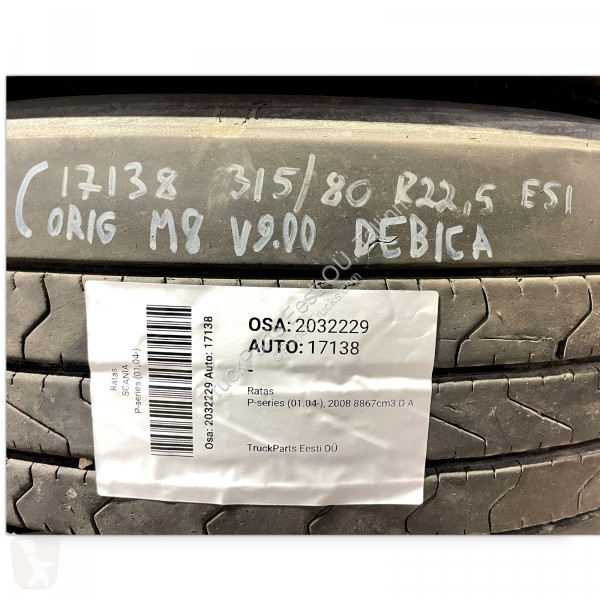 17138 315/80 R22,5 ESI
ORIG M8 V9.00 DEBICA
Ratas
SCANIA
P-series (01.04-)
Osa: 2032229 Auto: 17138
OSA: 2032229
AUTO: 17138
-
Ratas
P-series (01.04-), 2008 8867cm3 D A
TruckParts Eesti OÜ